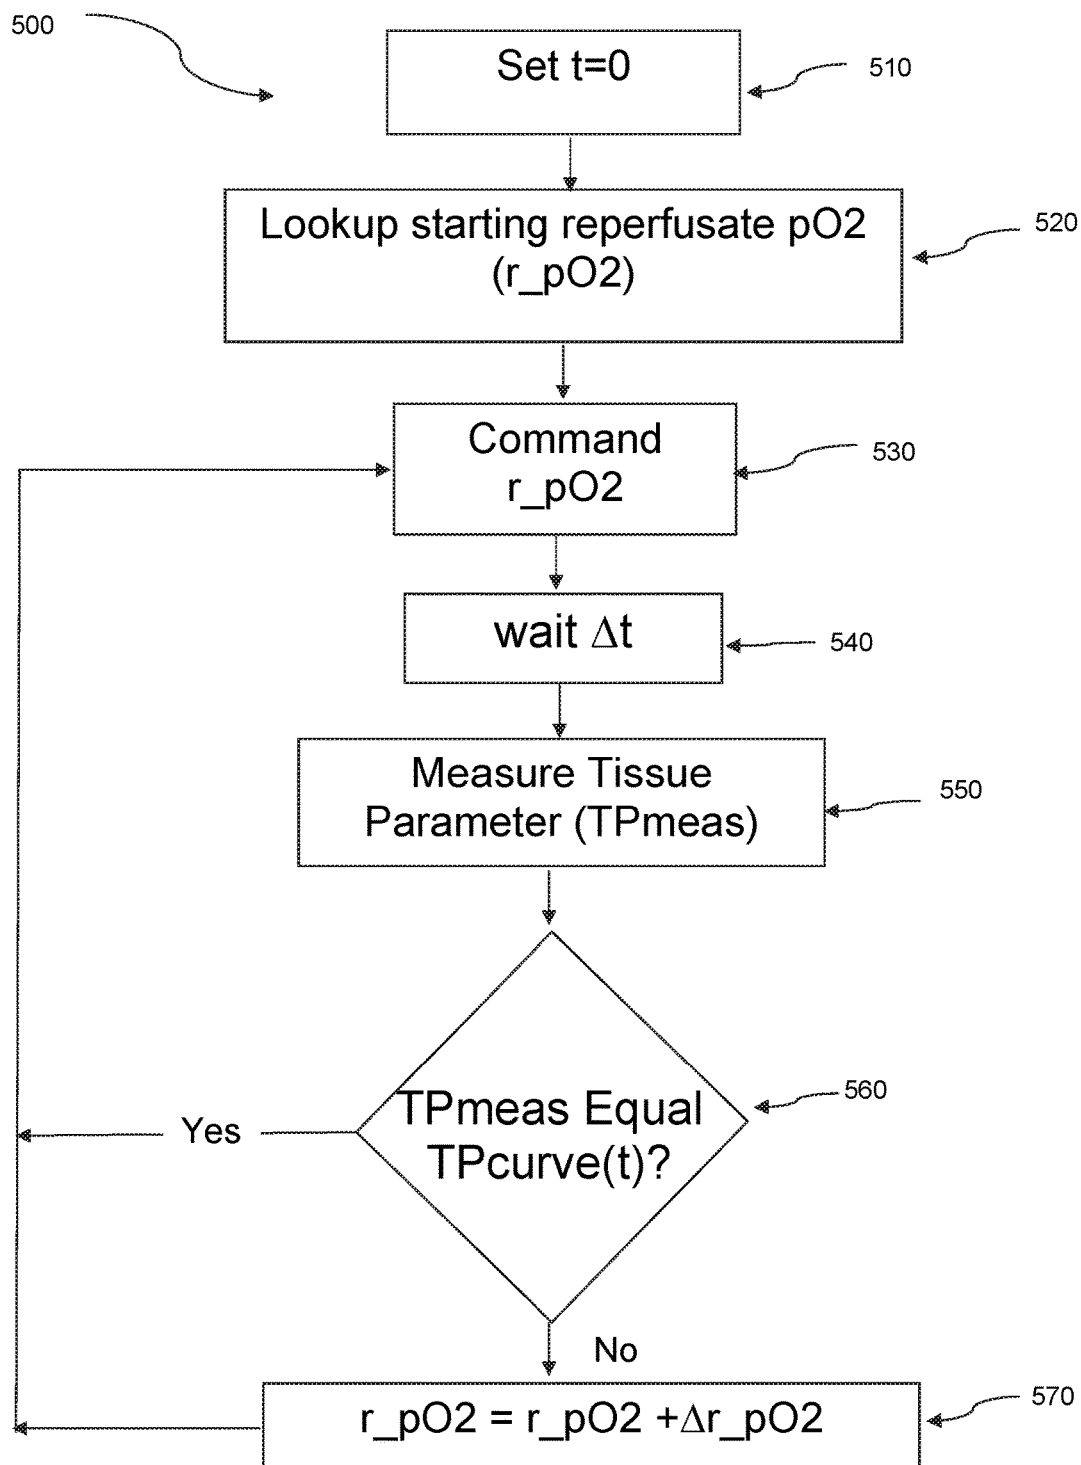 500
Set t=0
510
Lookup starting reperfusate pO2
(r_pO2)
520
Command
r_pO2
530
wait Δt
540
Measure Tissue
Parameter (TPmeas)
550
TPmeas Equal
TPcurve(t)?
560
Yes
No
r_pO2 = r_pO2 +Δr_pO2
570